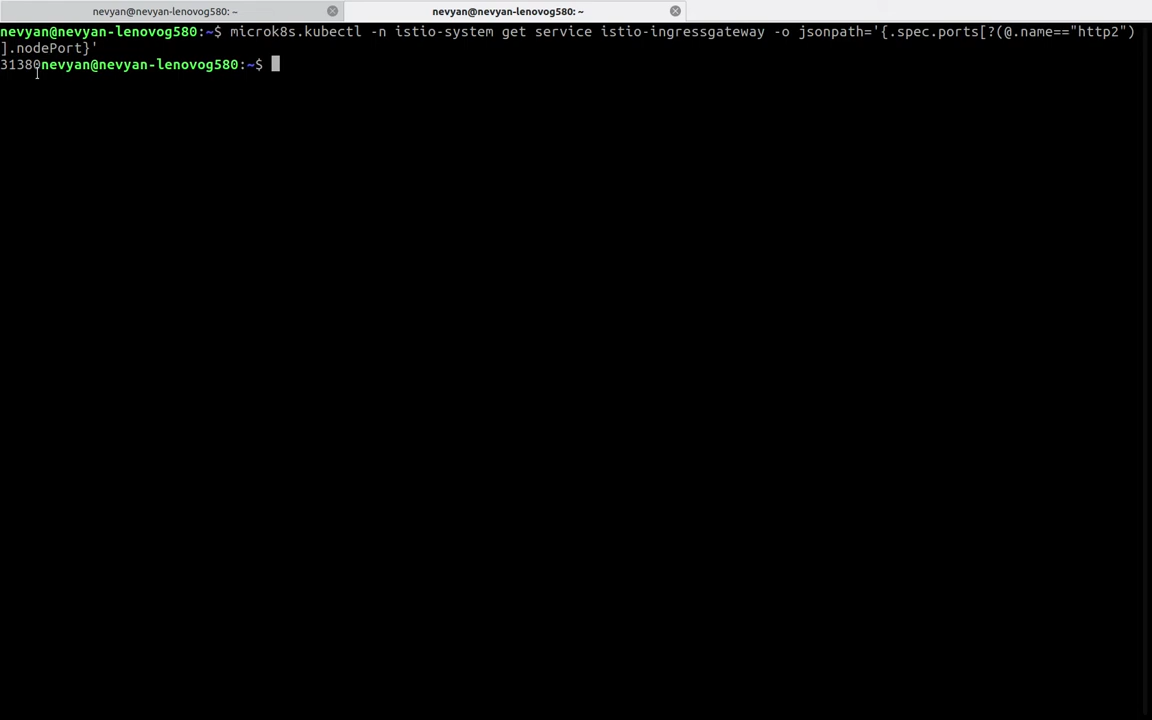 nevyan@nevyan-lenovog580: ~
nevyan@nevyan-lenovog580: ~
nevyan@nevyan-lenovog580:~$ microk8s.kubectl -n istio-system get service istio-ingressgateway -o jsonpath='{.spec.ports[?(@.name=="http2")
].nodePort}'
31380nevyan@nevyan-lenovog580:~$